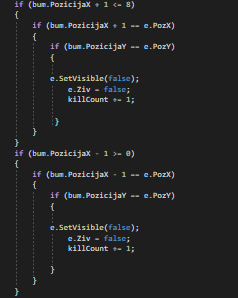 if (bum.PozicijaX + 1 <= 8)
{
if (bum.PozicijaX + 1 == e.PozX)
{
if (bum.PozicijaY == e.PozY)
{
e.SetVisible(false);
e.Ziv = false;
killCount += 1;
}
}
}
if (bum.PozicijaX - 1 >= 0)
{
if (bum.PozicijaX - 1 == e.PozX)
{
if (bum.PozicijaY == e.PozY)
{
e.SetVisible(false);
e.Ziv = false;
killCount += 1;
}
}
}